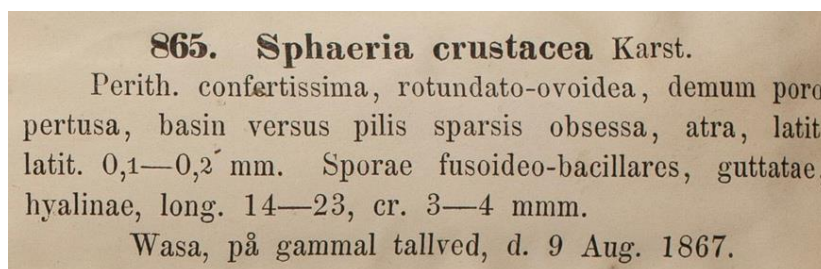 865. Sphaeria crustacea Karst.
Perith. confertissima, rotundato-ovoidea, demum poro
pertusa, basin versus pilis sparsis obsessa, atra, latit
latit. 0,1—0,2 mm. Sporae fusoideo-bacillares, guttatae
hyalinae, long. 14—23, cr. 3—4 mmm.
Wasa, på gammal tallved, d. 9 Aug. 1867.